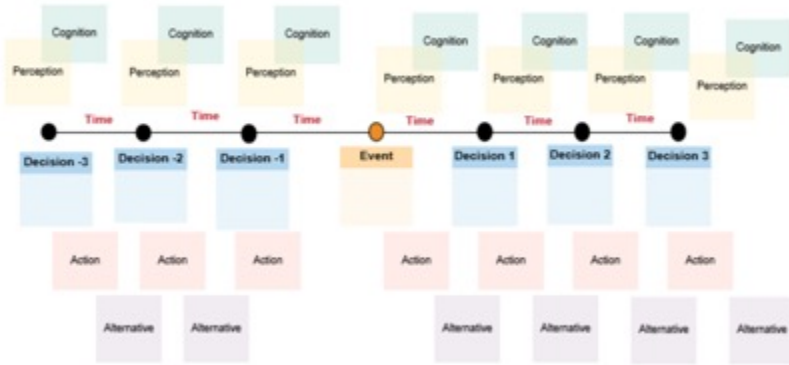 Cognition Cognition Cognition Cognition Cognition Cognition Cognition
Perception Perception Perception Perception Perception Perception Perception
Time Time Time Time Time Time
Decision -3 Decision -2 Decision -1 Event Decision 1 Decision 2 Decision 3
Action Action Action Action Action Action Action
Alternative Alternative Alternative Alternative Alternative Alternative